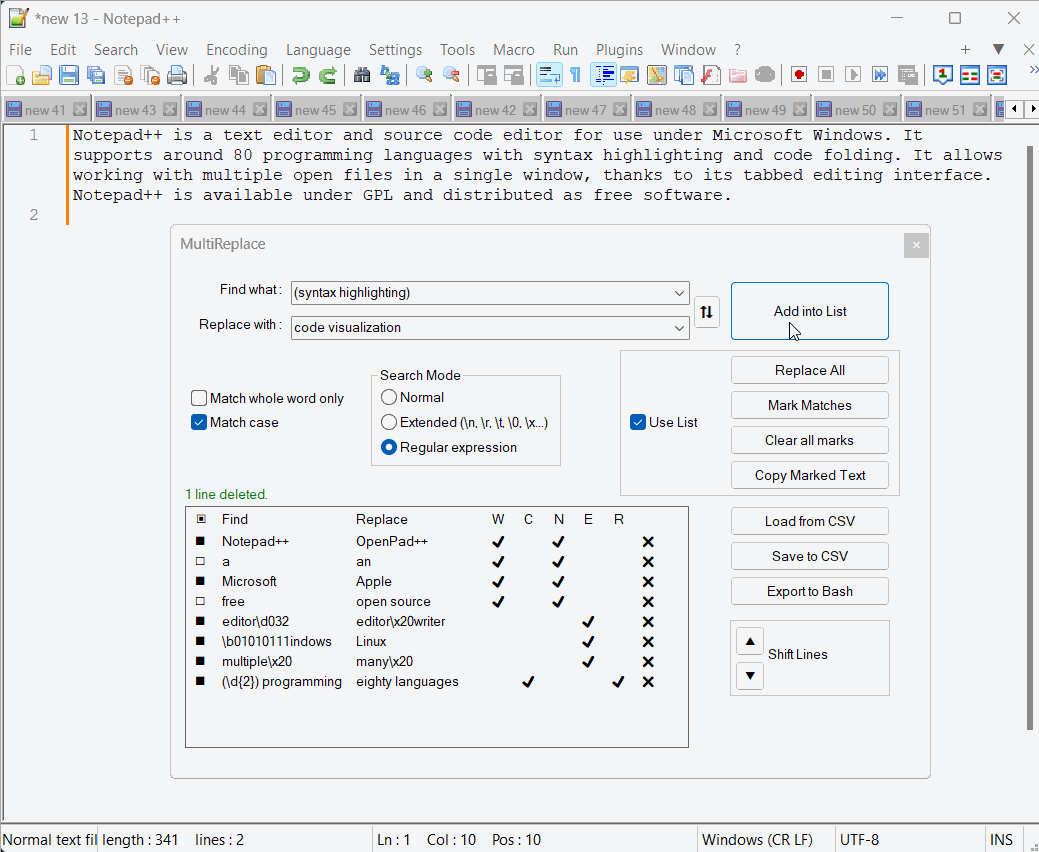 *new 13 - Notepad++
File Edit Search View Encoding Language Settings Tools Macro Run Plugins Window ?
new 41 new 43 new 44 new 45 new 46 new 42 new 47 new 48 new 49 new 50 new 51
1 Notepad++ is a text editor and source code editor for use under Microsoft Windows. It
supports around 80 programming languages with syntax highlighting and code folding. It allows
working with multiple open files in a single window, thanks to its tabbed editing interface.
Notepad++ is available under GPL and distributed as free software.
2
MultiReplace
Find what: (syntax highlighting)
Add into List
Replace with: code visualization
Replace All
Search Mode
Match whole word only
Normal
Mark Matches
Match case
Extended (\n, \r, \t, \0, \x...)
Use List
Clear all marks
Regular expression
Copy Marked Text
1 line deleted.
Find Replace W C N E R
Load from CSV
Notepad++ OpenPad++
Save to CSV
a an
Microsoft Apple
Export to Bash
free open source
editor\d032 editor\x20writer
\b01010111indows Linux
Shift Lines
multiple\x20 many\x20
(\d{2}) programming eighty languages
Normal text fil length : 341 lines : 2 Ln : 1 Col : 10 Pos : 10 Windows (CR LF) UTF-8 INS